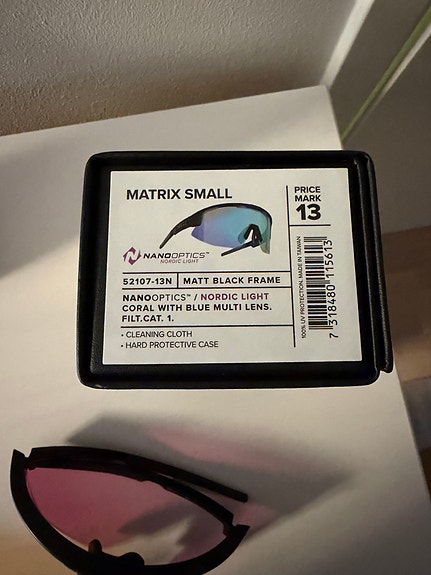 MATRIX SMALL
NANOOPTICS™
NORDIC LIGHT
52107-13N MATT BLACK FRAME
NANOOPTICS™ / NORDIC LIGHT
CORAL WITH BLUE MULTI LENS.
FILT.CAT. 1.
• CLEANING CLOTH
• HARD PROTECTIVE CASE
PRICE
MARK
13
100% UV PROTECTION. MADE IN TAIWAN
7 318480 115613